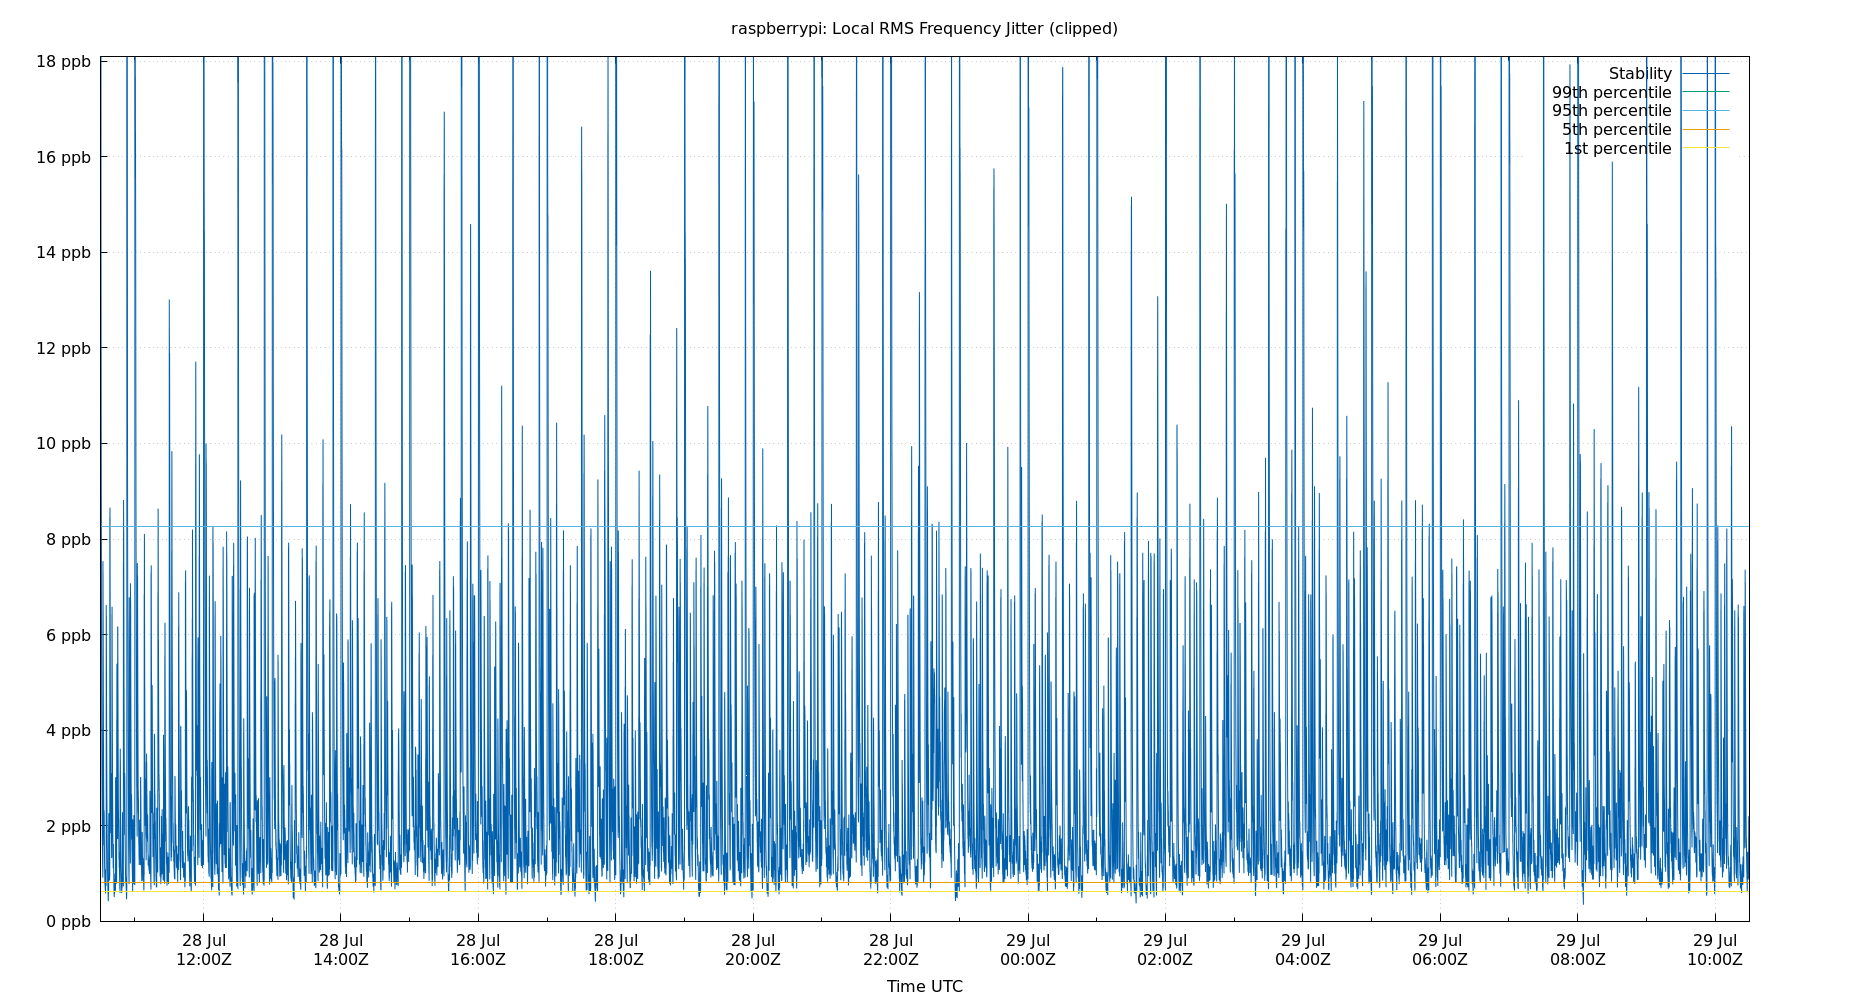 raspberrypi: Local RMS Frequency Jitter (clipped)
18 ppb
16 ppb
14 ppb
12 ppb
10 ppb
8 ppb
6 ppb
4 ppb
2 ppb
0 ppb
Stability
99th percentile
95th percentile
5th percentile
1st percentile
28 Jul
12:00Z
28 Jul
14:00Z
28 Jul
16:00Z
28 Jul
18:00Z
28 Jul
20:00Z
28 Jul
22:00Z
29 Jul
00:00Z
29 Jul
02:00Z
29 Jul
04:00Z
29 Jul
06:00Z
29 Jul
08:00Z
29 Jul
10:00Z
Time UTC